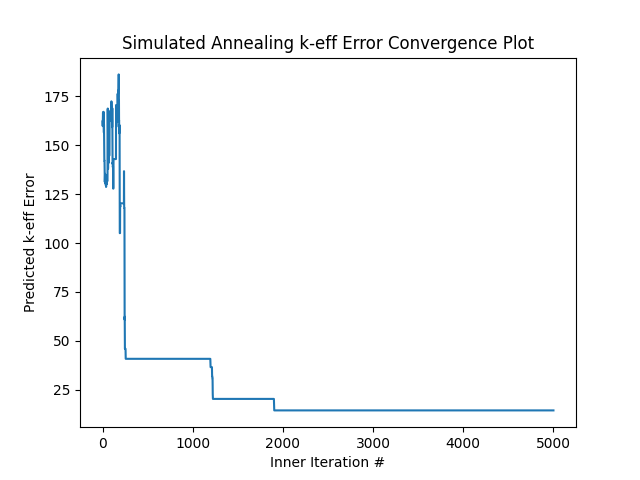 Simulated Annealing k-eff Error Convergence Plot
Predicted k-eff Error
175
150
125
100
75
50
25
0 1000 2000 3000 4000 5000
Inner Iteration #